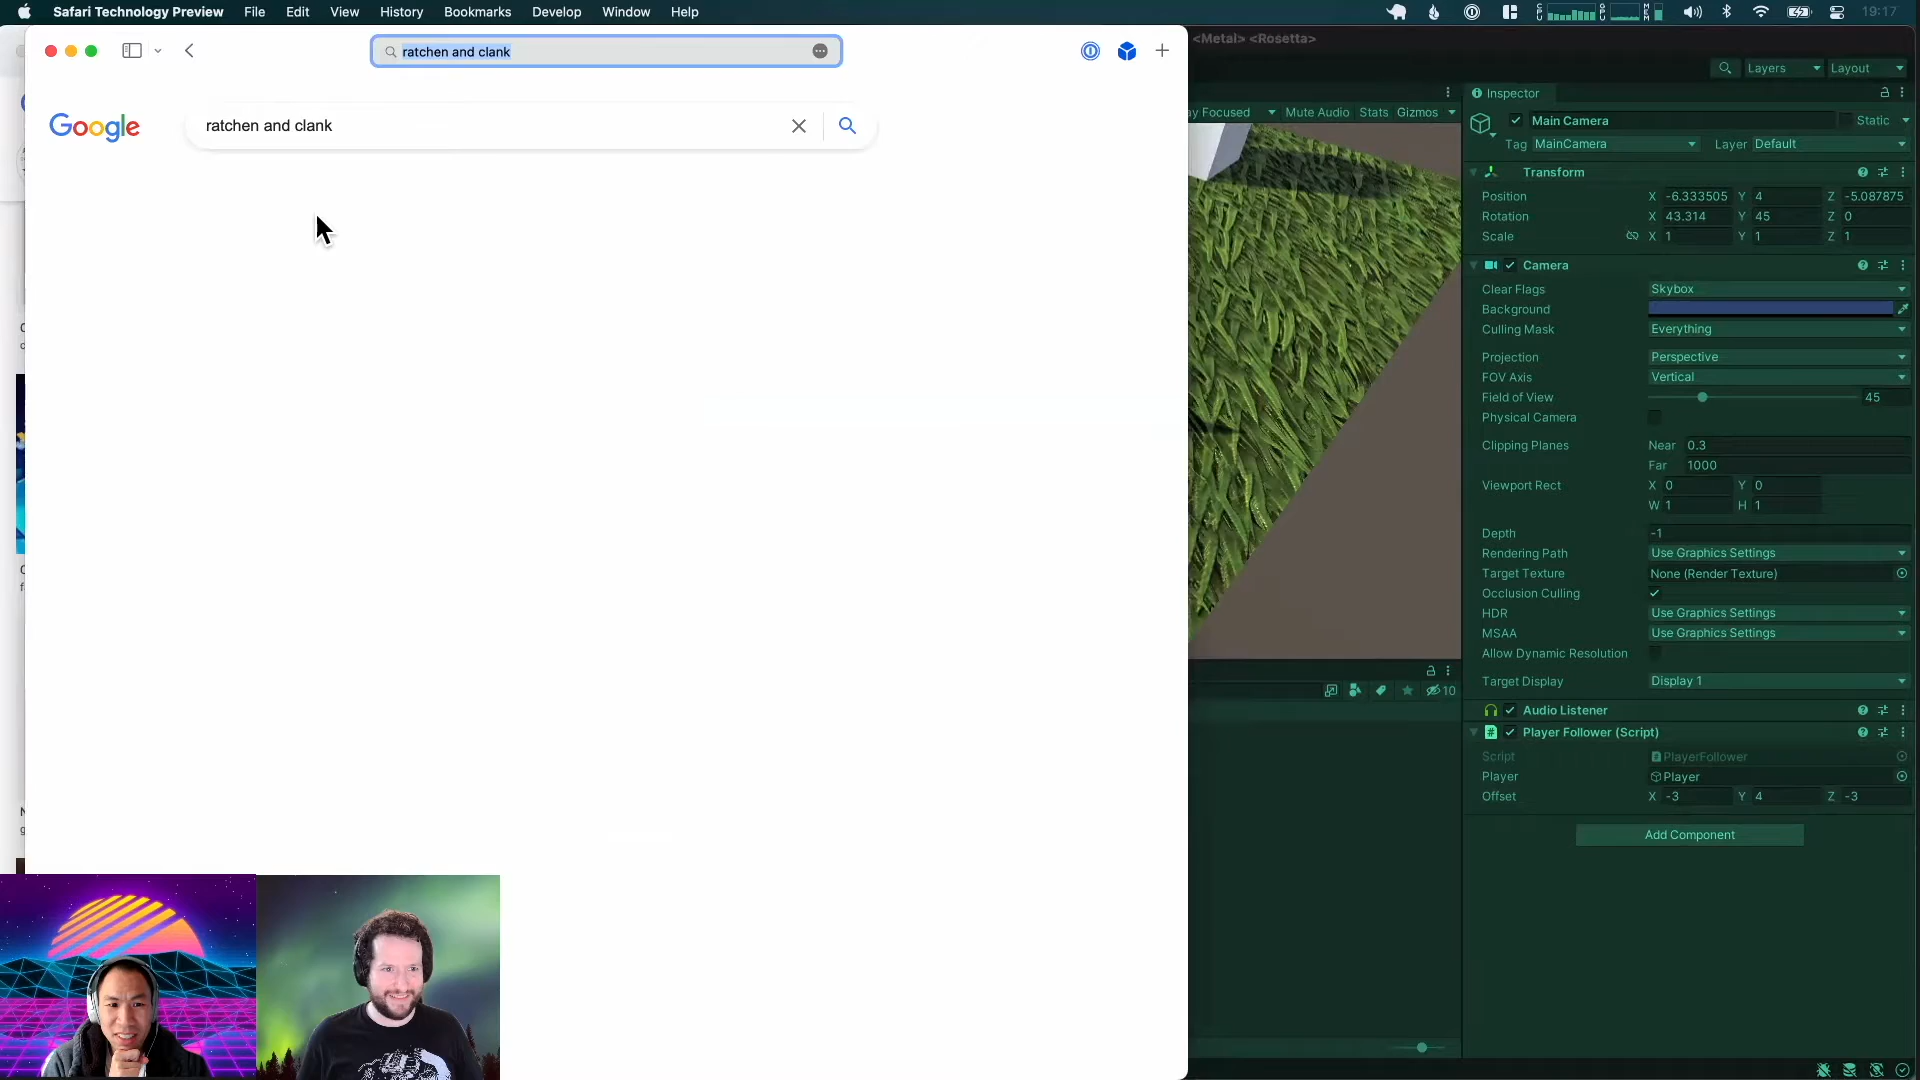 Safari Technology Preview File Edit View History Bookmarks Develop Window Help 19:17
ratchen and clank
Google
ratchen and clank
<Metal> <Rosetta>
Layers Layout
Inspector
ay Focused Mute Audio Stats Gizmos
Main Camera Static
Tag MainCamera Layer Default
Transform
Position X -6.333505 Y 4 Z -5.087875
Rotation X 43.314 Y 45 Z 0
Scale X 1 Y 1 Z 1
Camera
Clear Flags Skybox
Background
Culling Mask Everything
Projection Perspective
FOV Axis Vertical
Field of View 45
Physical Camera
Clipping Planes Near 0.3
Far 1000
Viewport Rect X 0 Y 0
W 1 H 1
Depth -1
Rendering Path Use Graphics Settings
Target Texture None (Render Texture)
Occlusion Culling
HDR Use Graphics Settings
MSAA Use Graphics Settings
Allow Dynamic Resolution
Target Display Display 1
10
Audio Listener
Player Follower (Script)
Script PlayerFollower
Player Player
Offset X -3 Y 4 Z -3
Add Component